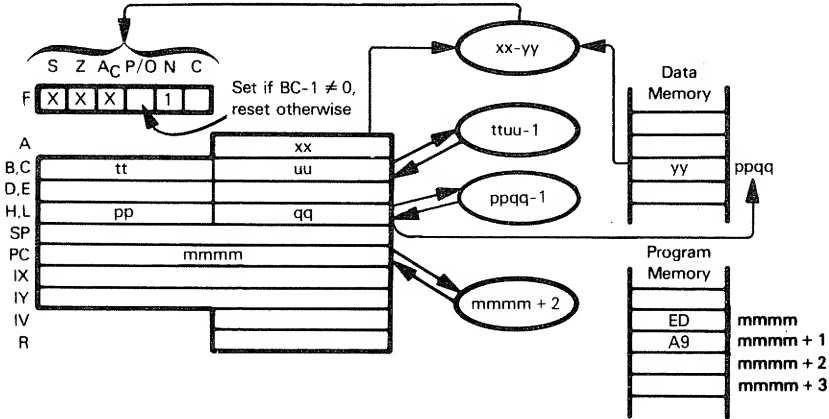 S Z AC P/O N C
F X X X 1
Set if BC-1 ≠ 0,
reset otherwise
xx-yy
Data
Memory
A xx
ttuu-1
B,C tt uu
yy ppqq
D,E
ppqq-1
H,L pp qq
SP
PC mmmm
Program
Memory
IX
IY
mmmm + 2
IV
R
ED mmmm
A9 mmmm + 1
mmmm + 2
mmmm + 3